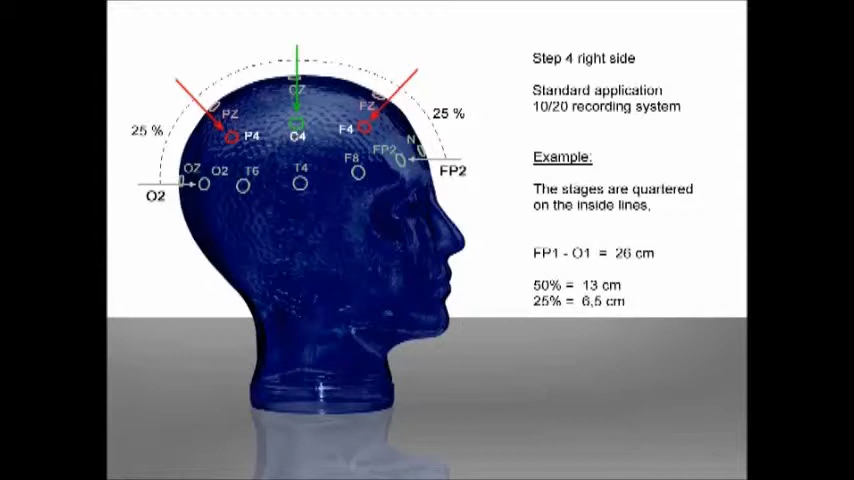 Step 4 right side
Standard application
10/20 recording system
Example:
The stages are quartered
on the inside lines,
FP1 - O1 = 26 cm
50% = 13 cm
25% = 6,5 cm
CZ
PZ
FZ
25 %
25 %
P4
C4
F4
N
FP2
FP2
OZ
O2
T6
T4
F8
O2